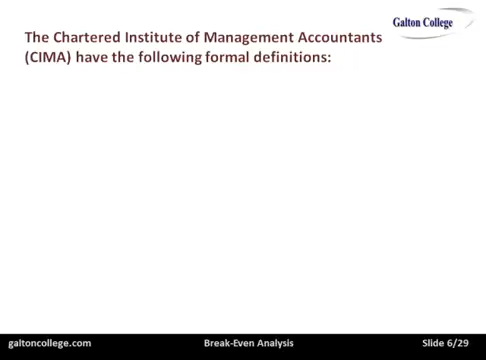 Galton College
The Chartered Institute of Management Accountants
(CIMA) have the following formal definitions:
galtoncollege.com
Break-Even Analysis
Slide 6/29